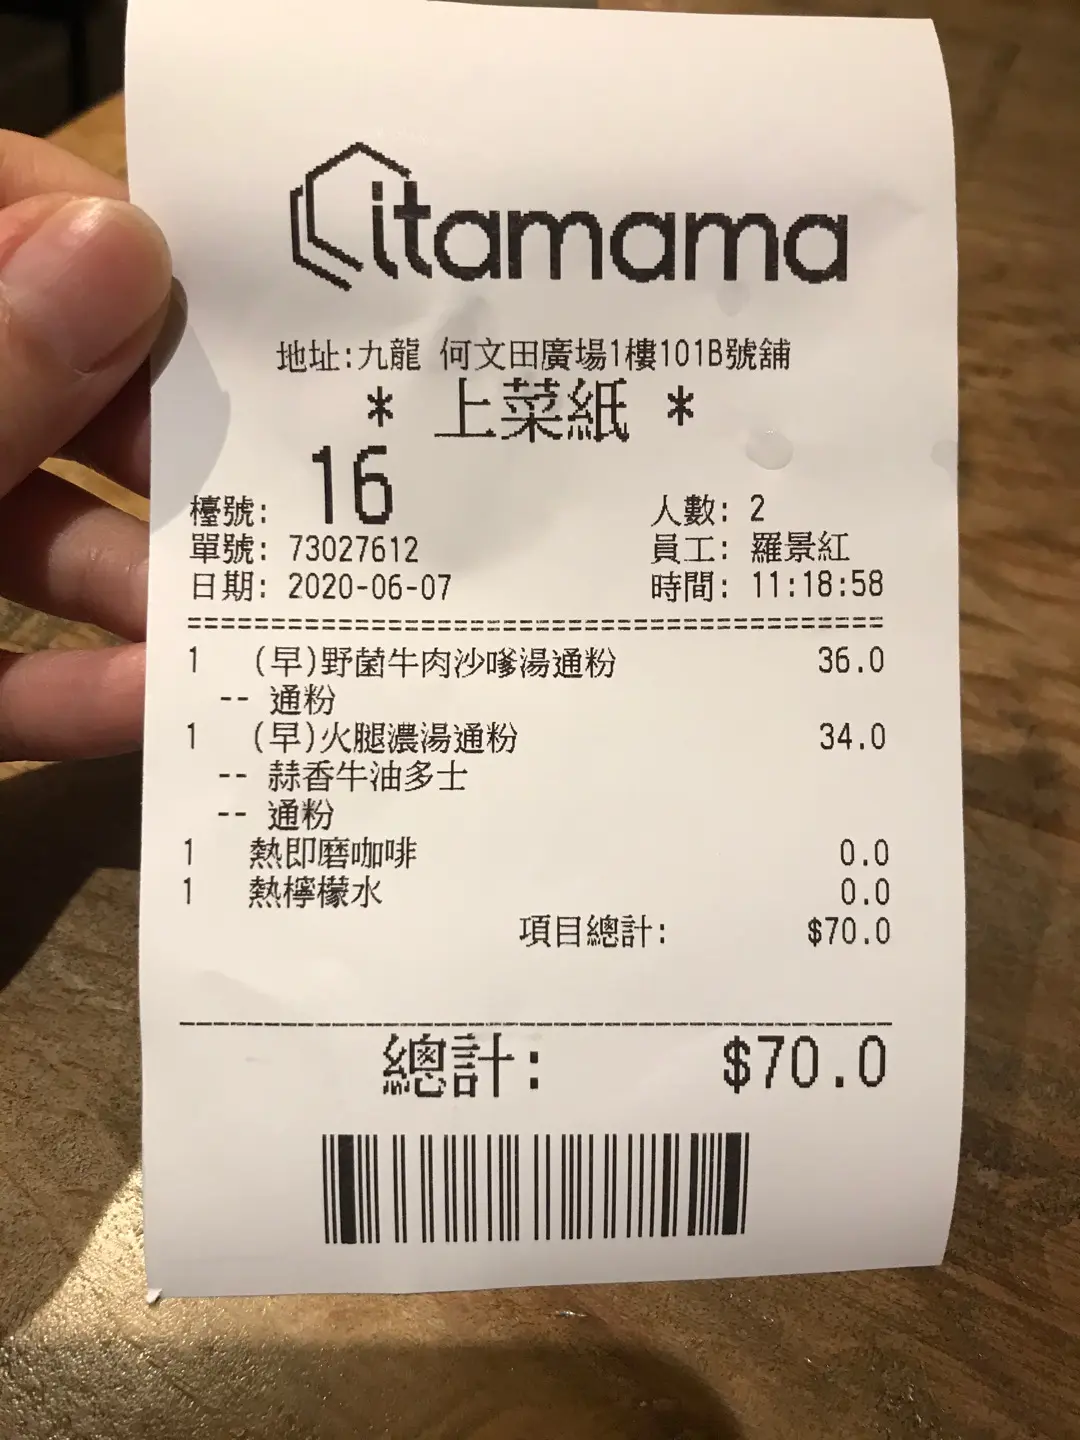 Citamama
地址:九龍 何文田廣場1樓101B號舖
* 上菜紙 *
檯號: 16 人數: 2
單號: 73027612 員工: 羅景紅
日期: 2020-06-07 時間: 11:18:58
==========================================
1 (早)野菌牛肉沙嗲湯通粉 36.0
-- 通粉
1 (早)火腿濃湯通粉 34.0
-- 蒜香牛油多士
-- 通粉
1 熱即磨咖啡 0.0
1 熱檸檬水 0.0
項目總計: $70.0
總計: $70.0